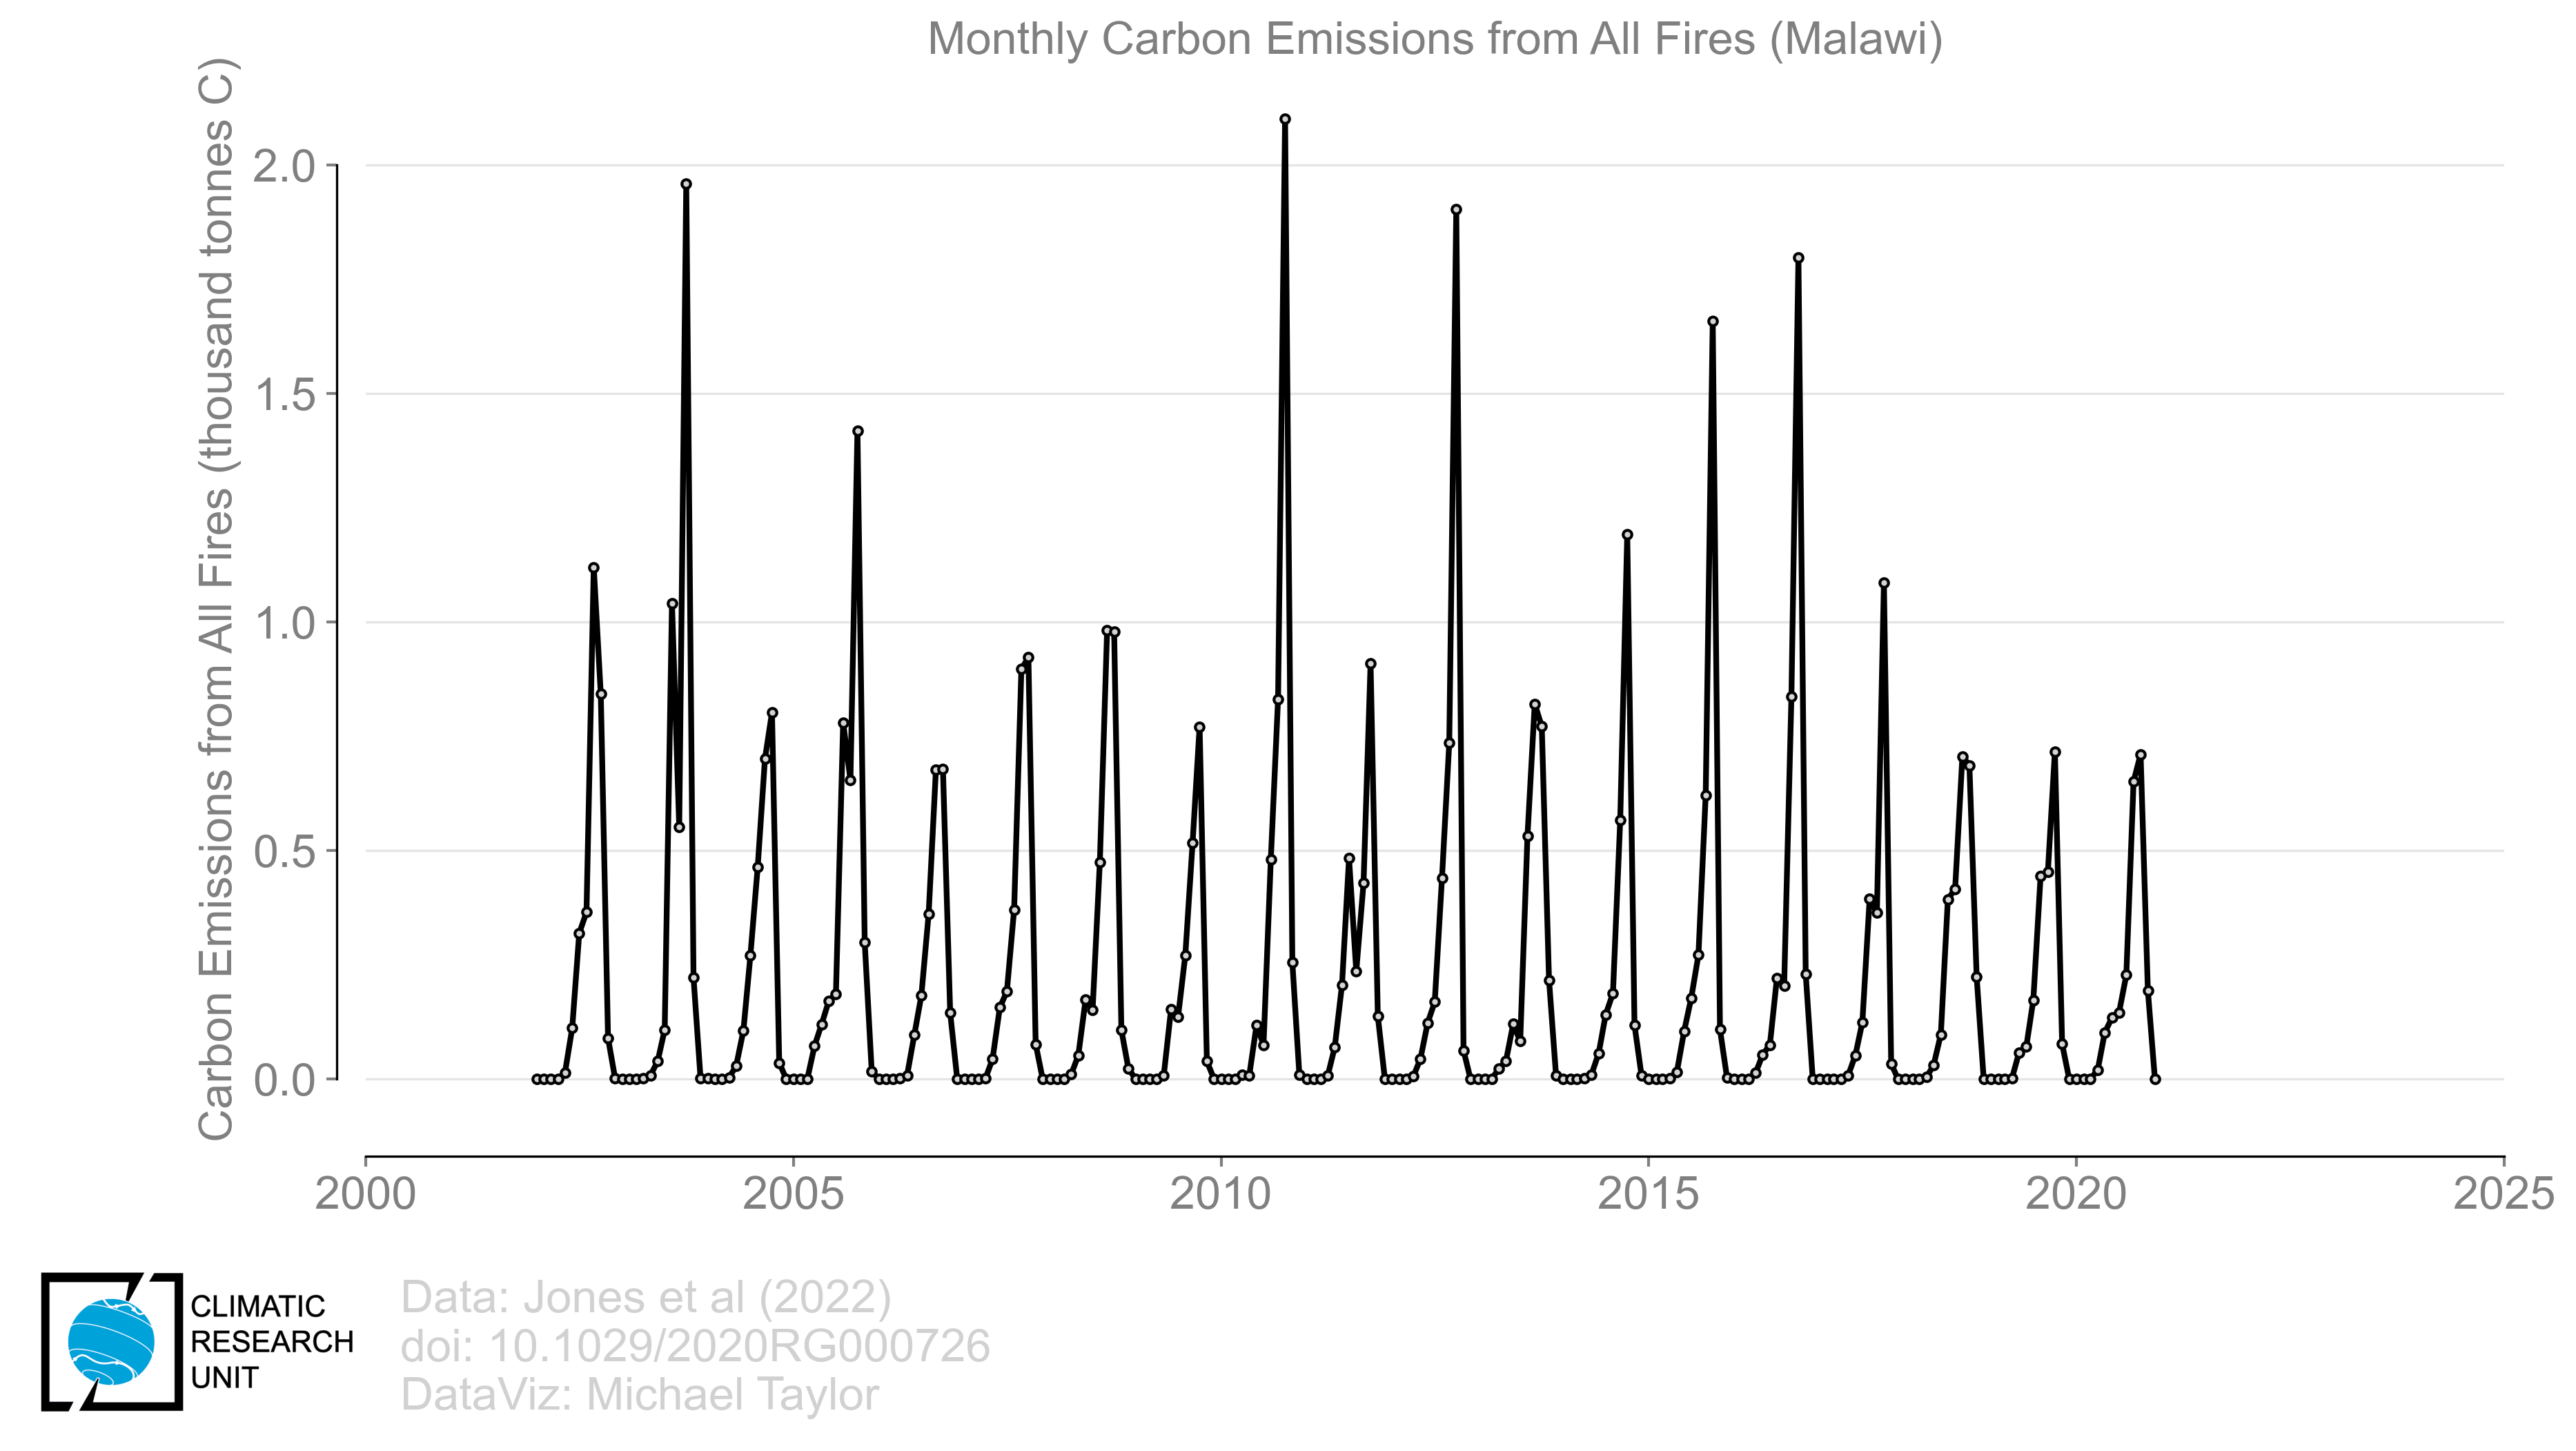 Monthly Carbon Emissions from All Fires (Malawi)
Carbon Emissions from All Fires (thousand tonnes C)
2.0
1.5
1.0
0.5
0.0
2000
2005
2010
2015
2020
2025
CLIMATIC
RESEARCH
UNIT
Data: Jones et al (2022)
doi: 10.1029/2020RG000726
DataViz: Michael Taylor